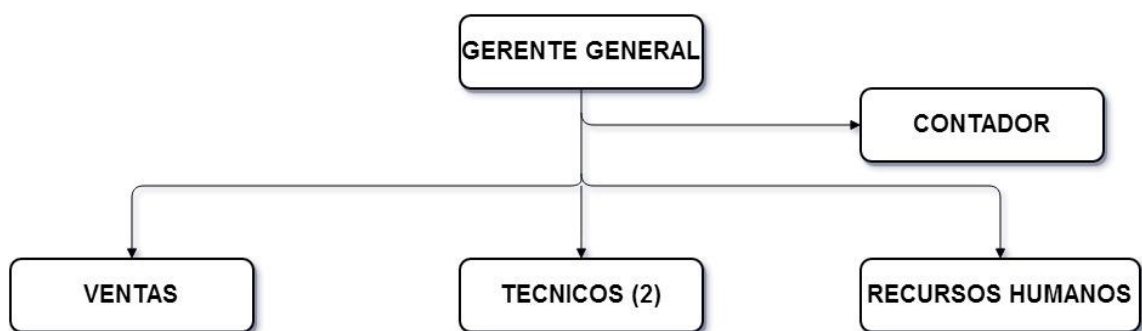 GERENTE GENERAL
CONTADOR
VENTAS
TECNICOS (2)
RECURSOS HUMANOS